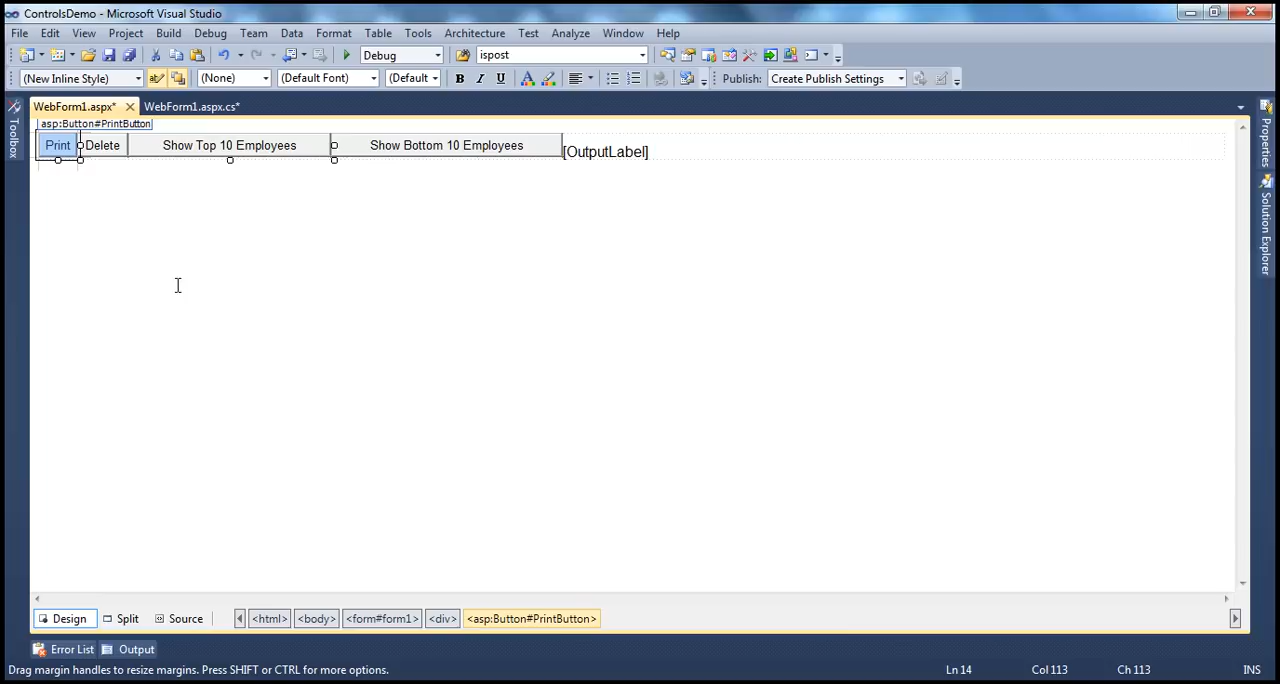 ControlsDemo - Microsoft Visual Studio
File Edit View Project Build Debug Team Data Format Table Tools Architecture Test Analyze Window Help
Debug ispost
(New Inline Style) (None) (Default Font) (Default B I U A Publish: Create Publish Settings
WebForm1.aspx* WebForm1.aspx.cs*
asp:Button#PrintButton
Print Delete Show Top 10 Employees Show Bottom 10 Employees [OutputLabel]
Toolbox
Properties
Solution Explorer
Design Split Source <html> <body> <form#form1> <div> <asp:Button#PrintButton>
Error List Output
Drag margin handles to resize margins. Press SHIFT or CTRL for more options. Ln 14 Col 113 Ch 113 INS